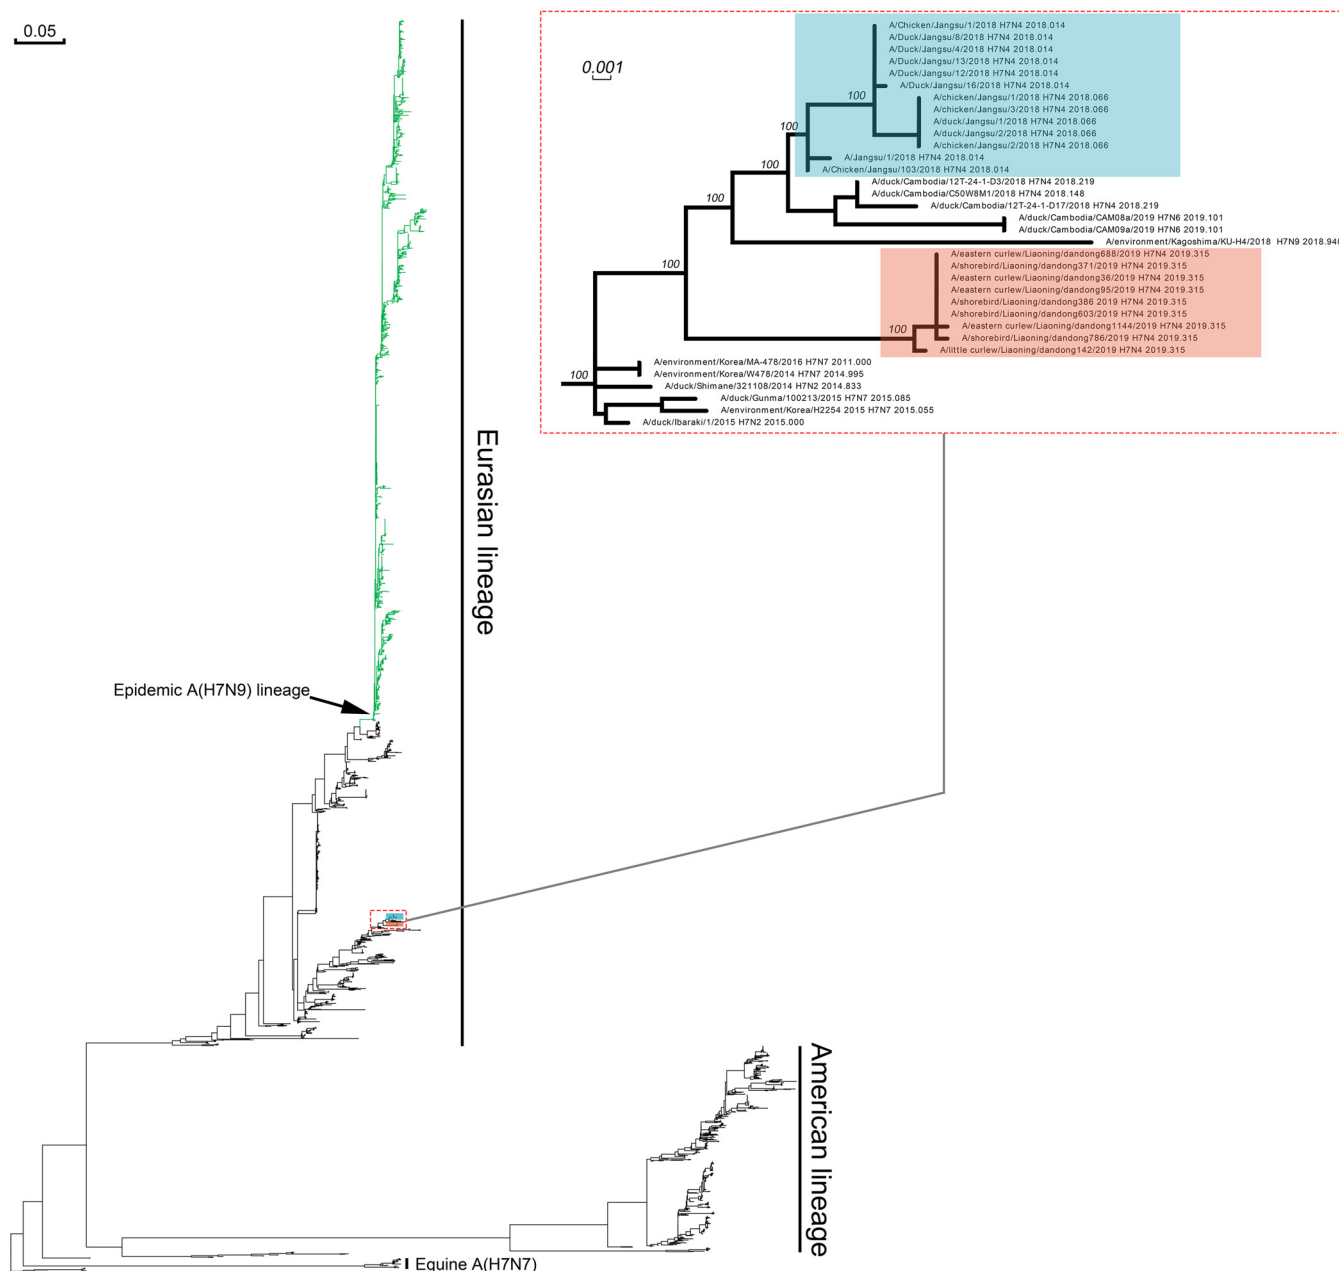 0.05
0.001
A/Chicken/Jangsu/1/2018 H7N4 2018.014
A/Duck/Jangsu/8/2018 H7N4 2018.014
A/Duck/Jangsu/4/2018 H7N4 2018.014
A/Duck/Jangsu/13/2018 H7N4 2018.014
A/Duck/Jangsu/12/2018 H7N4 2018.014
A/Duck/Jangsu/16/2018 H7N4 2018.014
100
A/chicken/Jangsu/1/2018 H7N4 2018.066
A/chicken/Jangsu/3/2018 H7N4 2018.066
A/duck/Jangsu/1/2018 H7N4 2018.066
100
A/duck/Jangsu/2/2018 H7N4 2018.066
A/chicken/Jangsu/2/2018 H7N4 2018.066
A/Jangsu/1/2018 H7N4 2018.014
100
A/Chicken/Jangsu/103/2018 H7N4 2018.014
A/duck/Cambodia/12T-24-1-D3/2018 H7N4 2018.219
A/duck/Cambodia/C50W8M1/2018 H7N4 2018.148
100
A/duck/Cambodia/12T-24-1-D17/2018 H7N4 2018.219
A/duck/Cambodia/CAM08a/2019 H7N6 2019.101
A/duck/Cambodia/CAM09a/2019 H7N6 2019.101
A/environment/Kagoshima/KU-H4/2018 H7N9 2018.940
A/eastern curlew/Liaoning/dandong688/2019 H7N4 2019.315
100
A/shorebird/Liaoning/dandong371/2019 H7N4 2019.315
A/eastern curlew/Liaoning/dandong36/2019 H7N4 2019.315
A/eastern curlew/Liaoning/dandong95/2019 H7N4 2019.315
A/shorebird/Liaoning/dandong386 2019 H7N4 2019.315
A/shorebird/Liaoning/dandong603/2019 H7N4 2019.315
100
A/eastern curlew/Liaoning/dandong1144/2019 H7N4 2019.315
A/shorebird/Liaoning/dandong786/2019 H7N4 2019.315
A/little curlew/Liaoning/dandong142/2019 H7N4 2019.315
A/environment/Korea/MA-478/2016 H7N7 2011.000
100
A/environment/Korea/W478/2014 H7N7 2014.995
A/duck/Shimane/321108/2014 H7N2 2014.833
A/duck/Gunma/100213/2015 H7N7 2015.085
A/environment/Korea/H2254 2015 H7N7 2015.055
A/duck/Ibaraki/1/2015 H7N2 2015.000
Eurasian lineage
Epidemic A(H7N9) lineage
American lineage
Equine A(H7N7)